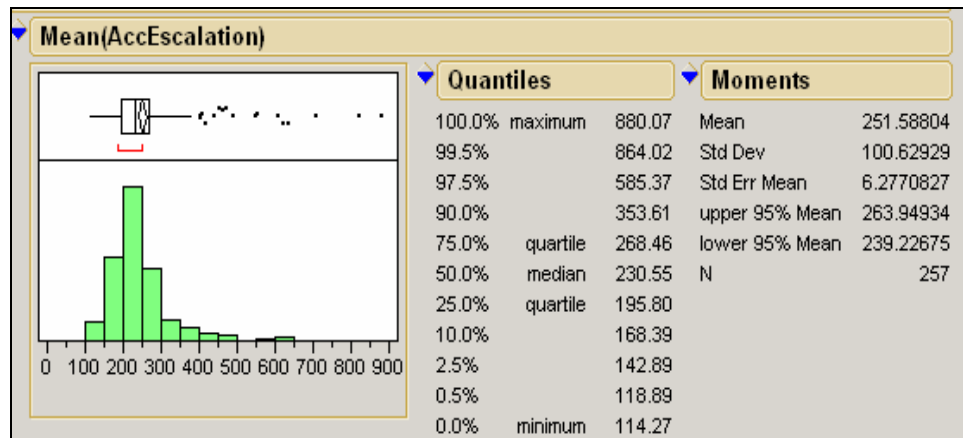 Mean(AccEscalation)
0 100 200 300 400 500 600 700 800 900
Quantiles
100.0% maximum 880.07
99.5% 864.02
97.5% 585.37
90.0% 353.61
75.0% quartile 268.46
50.0% median 230.55
25.0% quartile 195.80
10.0% 168.39
2.5% 142.89
0.5% 118.89
0.0% minimum 114.27
Moments
Mean 251.58804
Std Dev 100.62929
Std Err Mean 6.2770827
upper 95% Mean 263.94934
lower 95% Mean 239.22675
N 257